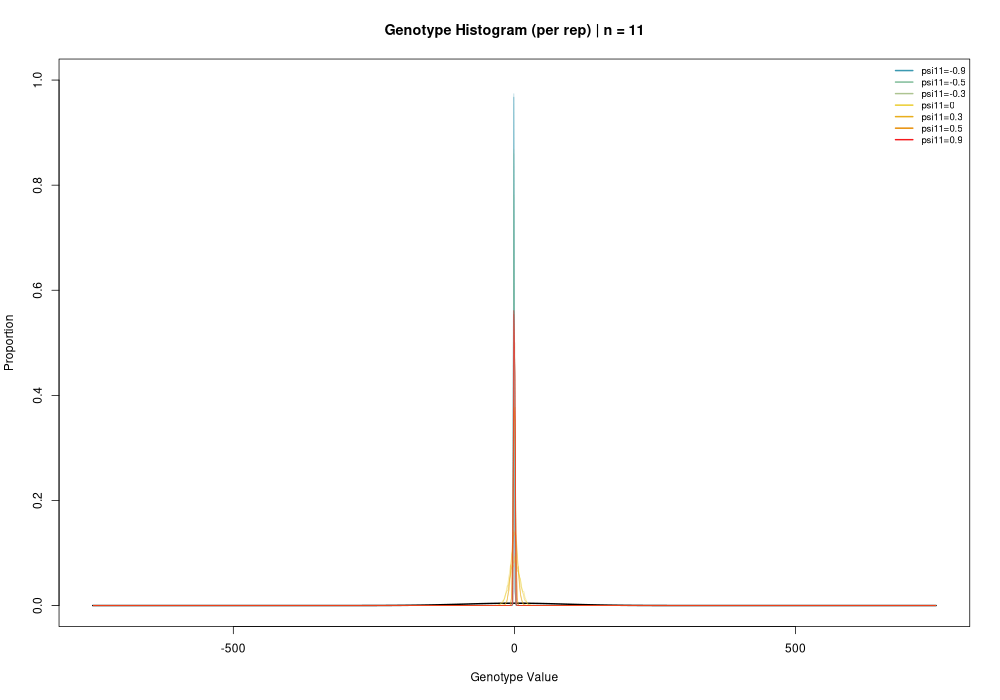 Genotype Histogram (per rep) | n = 11
psi11=-0.9
psi11=-0.5
psi11=-0.3
psi11=0
psi11=0.3
psi11=0.5
psi11=0.9
Proportion
1.0
0.8
0.6
0.4
0.2
0.0
-500
0
500
Genotype Value